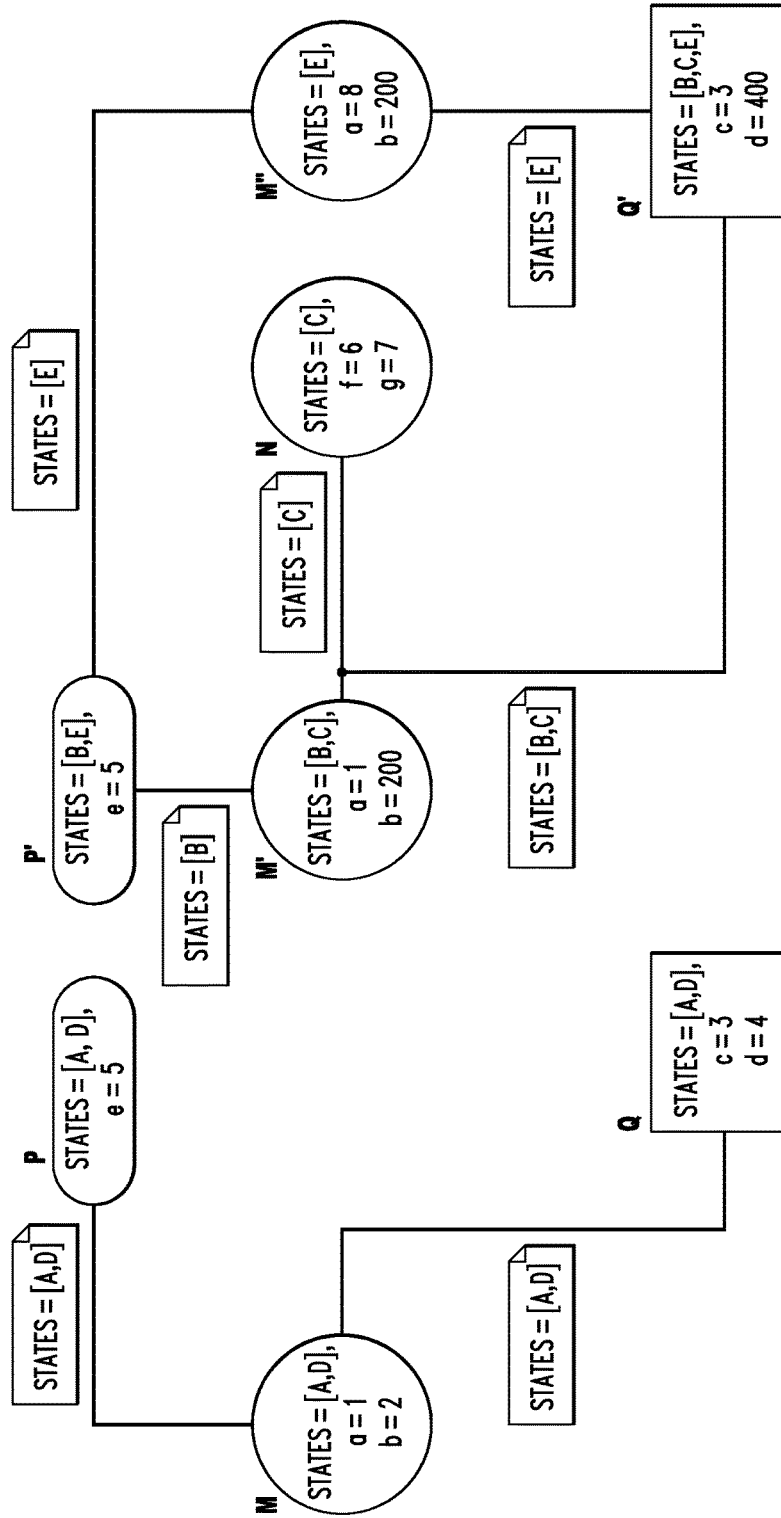 STATES = [A,D]
P
STATES = [A, D],
e = 5
P'
STATES = [B,E],
e = 5
STATES = [E]
STATES = [B]
M
STATES = [A,D],
a = 1
b = 2
M'
STATES = [B,C],
a = 1
b = 200
STATES = [C]
N
STATES = [C],
f = 6
g = 7
M"
STATES = [E],
a = 8
b = 200
STATES = [A,D]
STATES = [B,C]
STATES = [E]
Q
STATES = [A,D],
c = 3
d = 4
Q'
STATES = [B,C,E],
c = 3
d = 400